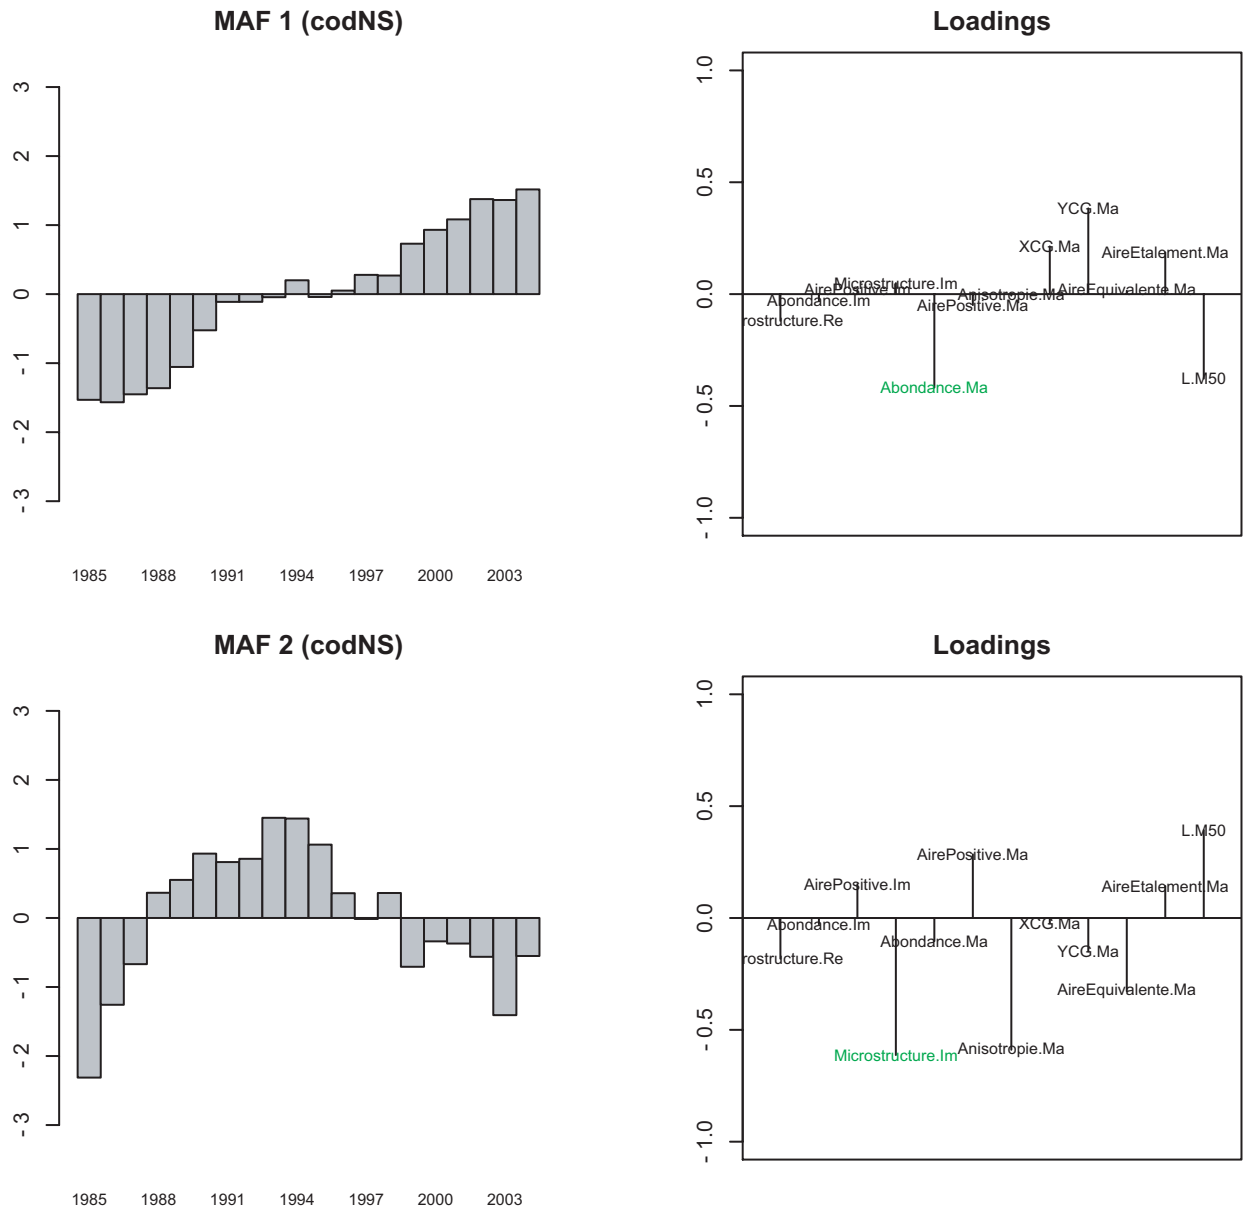 MAF 1 (codNS)
Loadings
3
2
1
0
- 1
- 2
- 3
1985 1988 1991 1994 1997 2000 2003
1.0
0.5
0.0
- 0.5
- 1.0
YCG.Ma
XCG.Ma
AireEtalement.Ma
Microstructure.Im
AirePositive.Im
AireEquivalente.Ma
Anisotropie.Ma
Abondance.Im
AirePositive.Ma
rostructure.Re
L.M50
Abondance.Ma
MAF 2 (codNS)
Loadings
3
2
1
0
- 1
- 2
- 3
1985 1988 1991 1994 1997 2000 2003
1.0
0.5
0.0
- 0.5
- 1.0
L.M50
AirePositive.Ma
AirePositive.Im
AireEtalement.Ma
Abondance.Im
XCG.Ma
Abondance.Ma
YCG.Ma
rostructure.Re
AireEquivalente.Ma
Anisotropie.Ma
Microstructure.Im